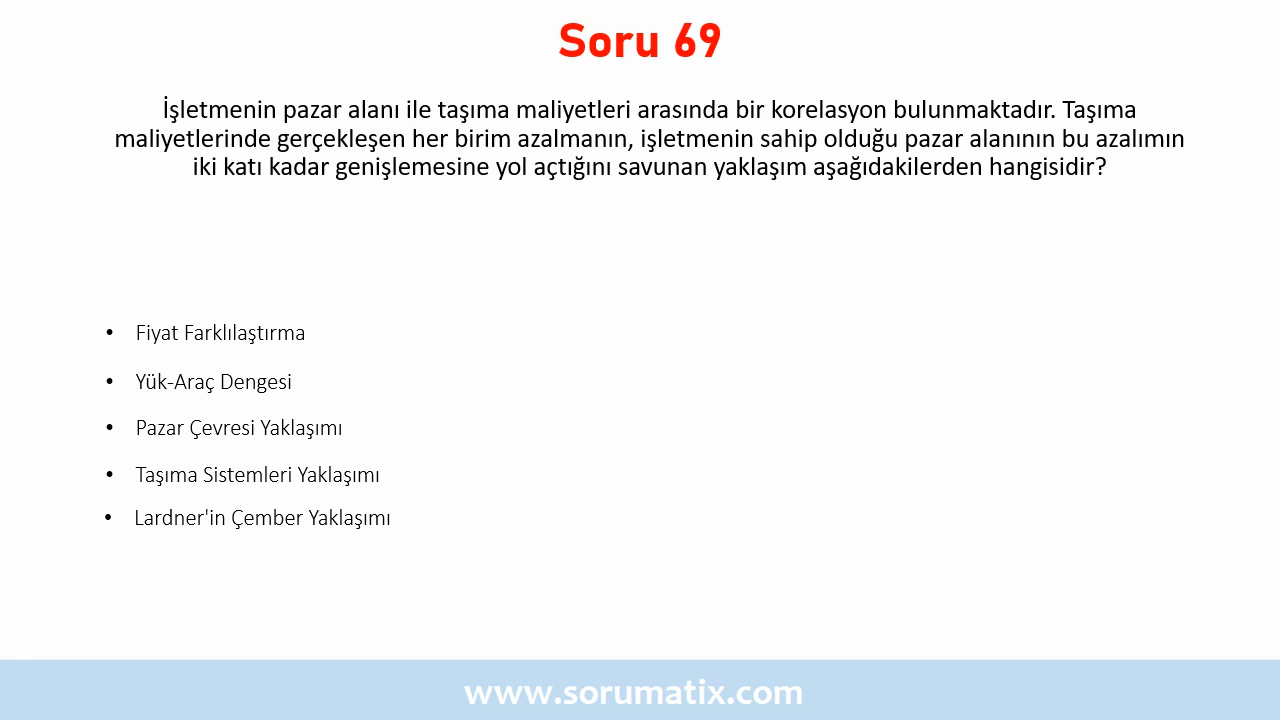 Soru 69
İşletmenin pazar alanı ile taşıma maliyetleri arasında bir korelasyon bulunmaktadır. Taşıma
maliyetlerinde gerçekleşen her birim azalmanın, işletmenin sahip olduğu pazar alanının bu azalımın
iki katı kadar genişlemesine yol açtığını savunan yaklaşım aşağıdakilerden hangisidir?
• Fiyat Farklılaştırma
• Yük-Araç Dengesi
• Pazar Çevresi Yaklaşımı
• Taşıma Sistemleri Yaklaşımı
• Lardner'in Çember Yaklaşımı
www.sorumatix.com